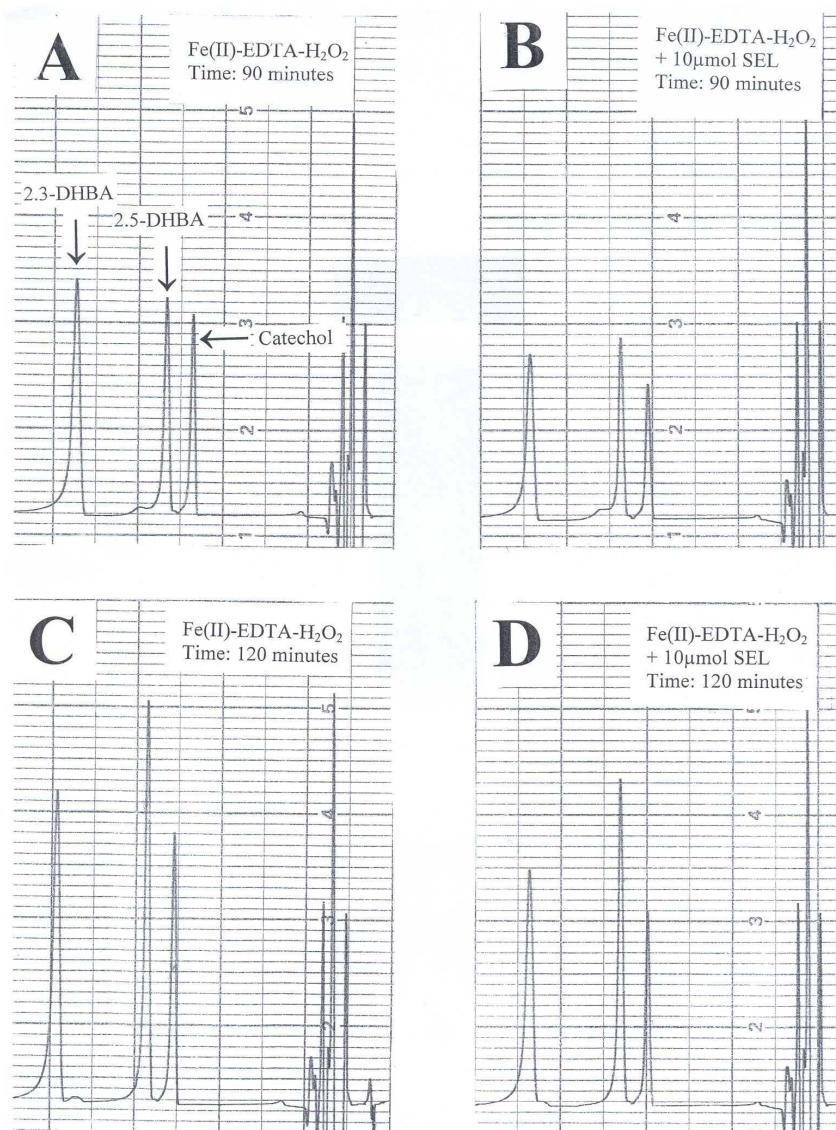 A
Fe(II)-EDTA-H₂O₂
Time: 90 minutes
5
2.3-DHBA
2.5-DHBA
4
3
Catechol
2
1
B
Fe(II)-EDTA-H₂O₂
+ 10µmol SEL
Time: 90 minutes
4
3
2
1
C
Fe(II)-EDTA-H₂O₂
Time: 120 minutes
5
4
3
2
D
Fe(II)-EDTA-H₂O₂
+ 10µmol SEL
Time: 120 minutes
4
3
2